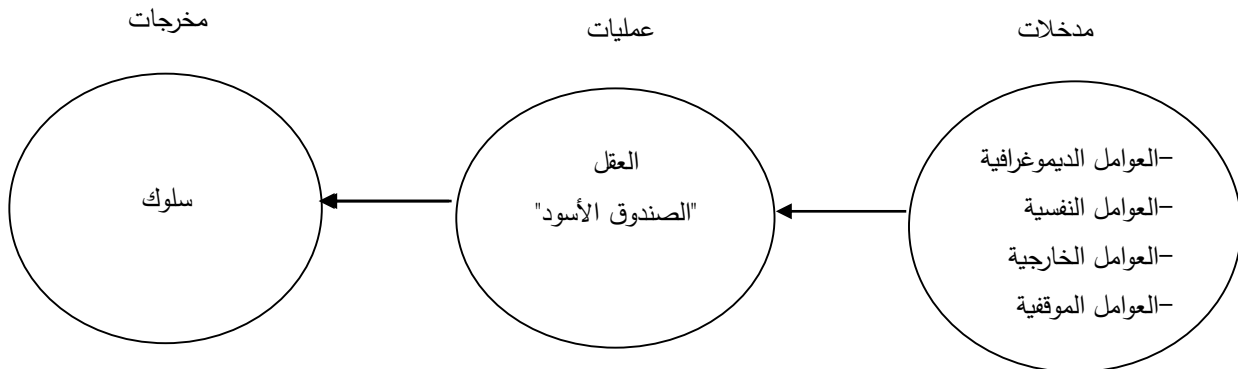 مدخلات
عمليات
مخرجات
-العوامل الديموغرافية
-العوامل النفسية
-العوامل الخارجية
-العوامل الموقفية
العقل
"الصندوق الأسود"
سلوك